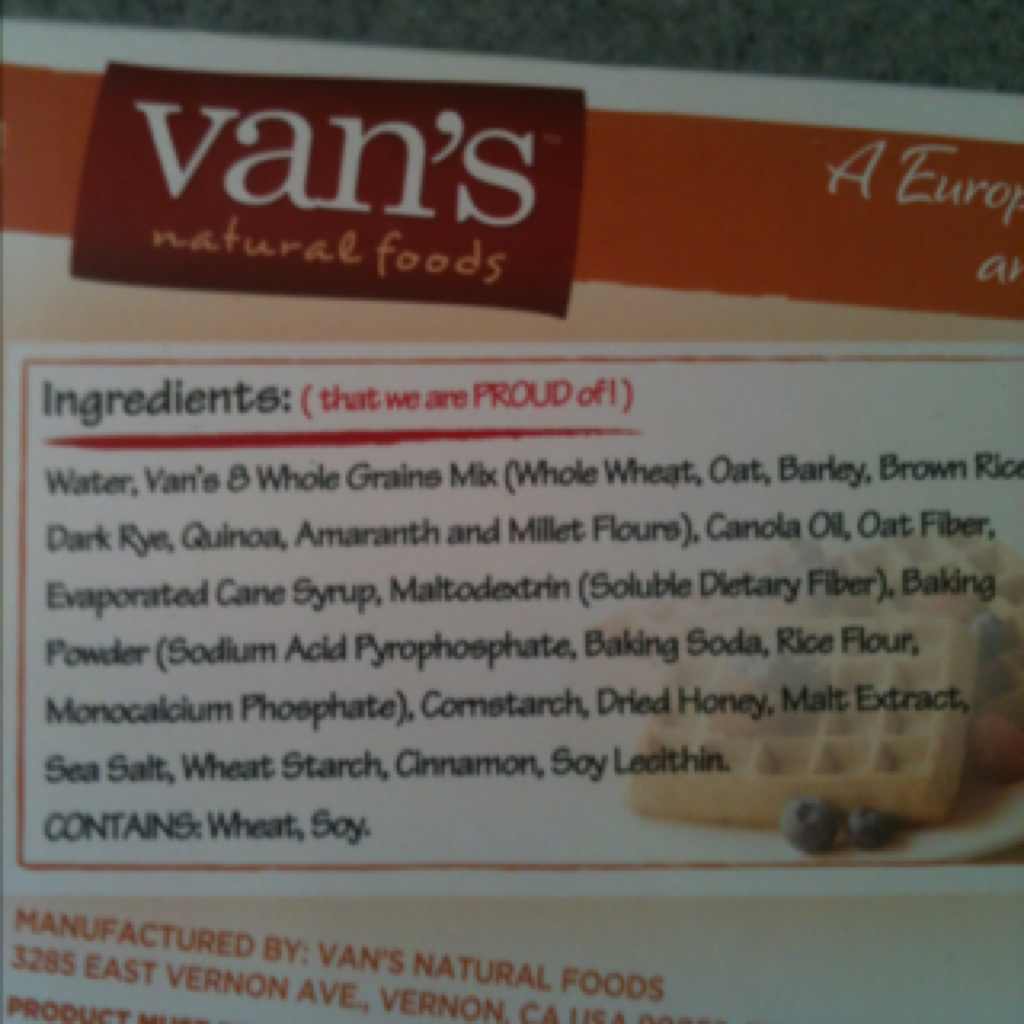 van's™
natural foods
A Europ
an
Ingredients: (that we are PROUD of!)
Water, Van's 8 Whole Grains Mix (Whole Wheat, Oat, Barley, Brown Rice
Dark Rye, Quinoa, Amaranth and Millet Flours), Canola Oil, Oat Fiber,
Evaporated Cane Syrup, Maltodextrin (Soluble Dietary Fiber), Baking
Powder (Sodium Acid Pyrophosphate, Baking Soda, Rice Flour,
Monocalcium Phosphate), Cornstarch, Dried Honey, Malt Extract,
Sea Salt, Wheat Starch, Cinnamon, Soy Lecithin.
CONTAINS: Wheat, Soy.
MANUFACTURED BY: VAN'S NATURAL FOODS
3285 EAST VERNON AVE., VERNON, CA USA
PRODUCT MUST